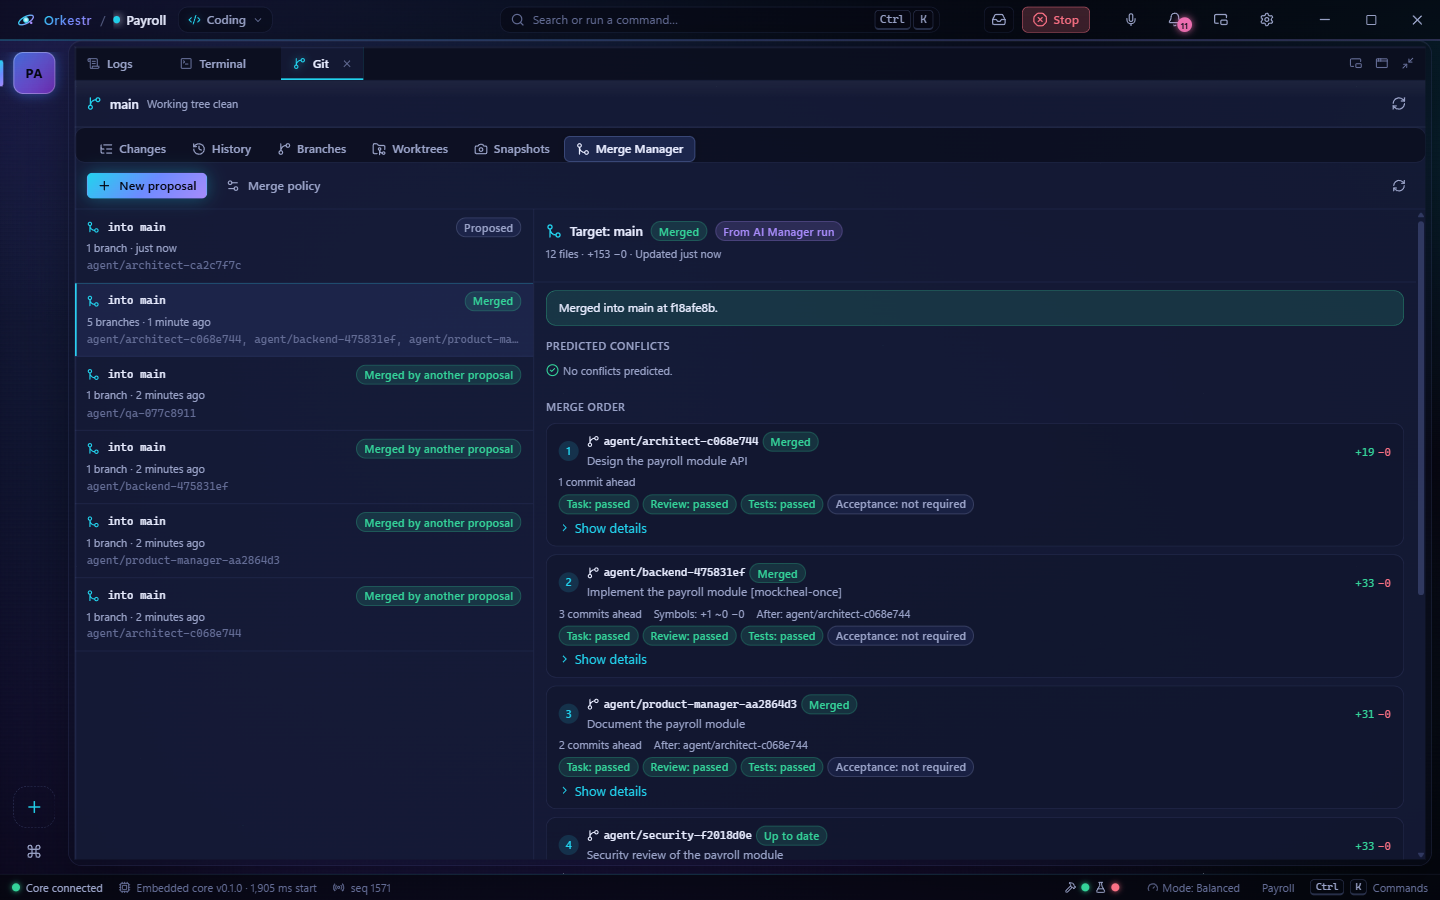 Orkestr / Payroll
Coding
Search or run a command...
Ctrl K
Stop
11
PA
Logs
Terminal
Git
main Working tree clean
Changes
History
Branches
Worktrees
Snapshots
Merge Manager
New proposal
Merge policy
into main
Proposed
1 branch · just now
agent/architect-ca2c7f7c
into main
Merged
5 branches · 1 minute ago
agent/architect-c068e744, agent/backend-475831ef, agent/product-ma...
into main
Merged by another proposal
1 branch · 2 minutes ago
agent/qa-077c8911
into main
Merged by another proposal
1 branch · 2 minutes ago
agent/backend-475831ef
into main
Merged by another proposal
1 branch · 2 minutes ago
agent/product-manager-aa2864d3
into main
Merged by another proposal
1 branch · 2 minutes ago
agent/architect-c068e744
Target: main Merged From AI Manager run
12 files · +153 −0 · Updated just now
Merged into main at f18afe8b.
PREDICTED CONFLICTS
No conflicts predicted.
MERGE ORDER
1
agent/architect-c068e744 Merged
+19 −0
Design the payroll module API
1 commit ahead
Task: passed Review: passed Tests: passed Acceptance: not required
Show details
2
agent/backend-475831ef Merged
+33 −0
Implement the payroll module [mock:heal-once]
3 commits ahead Symbols: +1 ~0 −0 After: agent/architect-c068e744
Task: passed Review: passed Tests: passed Acceptance: not required
Show details
3
agent/product-manager-aa2864d3 Merged
+31 −0
Document the payroll module
2 commits ahead After: agent/architect-c068e744
Task: passed Review: passed Tests: passed Acceptance: not required
Show details
4
agent/security-f2018d0e Up to date
+33 −0
Security review of the payroll module
Core connected
Embedded core v0.1.0 · 1,905 ms start
seq 1571
Mode: Balanced
Payroll
Ctrl K Commands